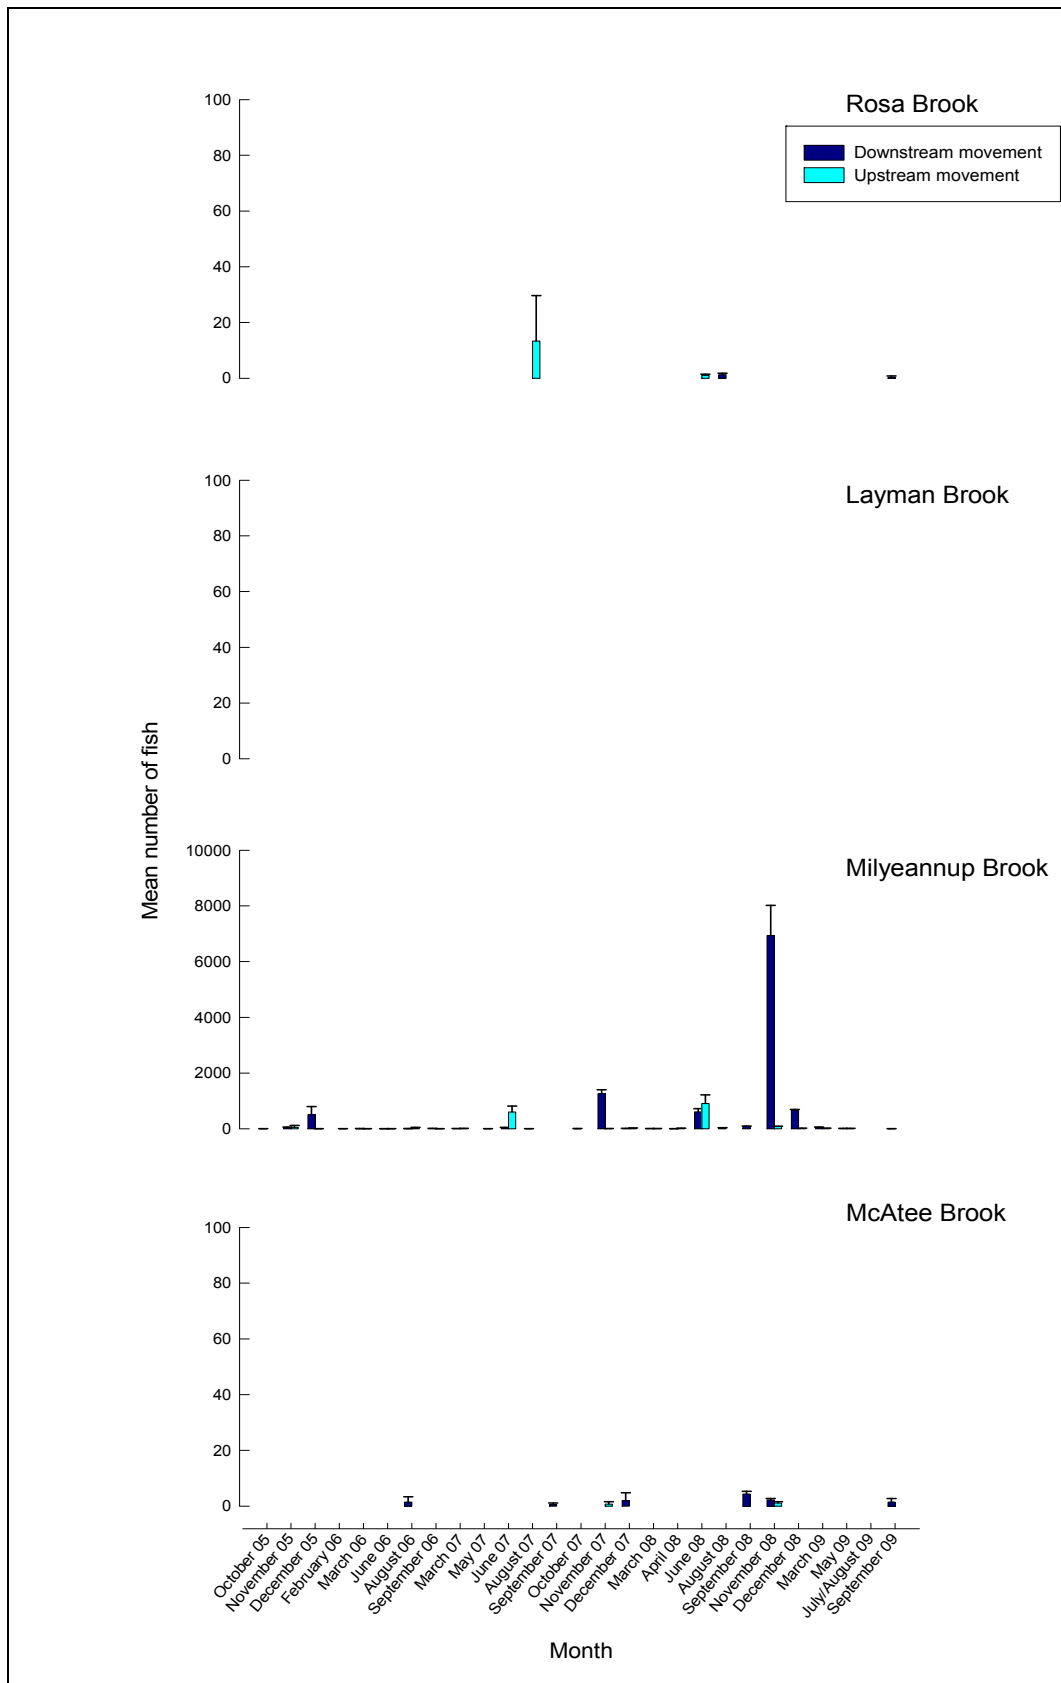 Rosa Brook
Downstream movement
Upstream movement
100
80
60
40
20
0
Layman Brook
100
80
60
40
20
0
Mean number of fish
Milyeannup Brook
10000
8000
6000
4000
2000
0
McAtee Brook
100
80
60
40
20
0
October 05
November 05
December 05
February 06
March 06
June 06
August 06
September 06
March 07
May 07
June 07
August 07
September 07
October 07
November 07
December 07
March 08
April 08
June 08
August 08
September 08
November 08
December 08
March 09
May 09
July/August 09
September 09
Month